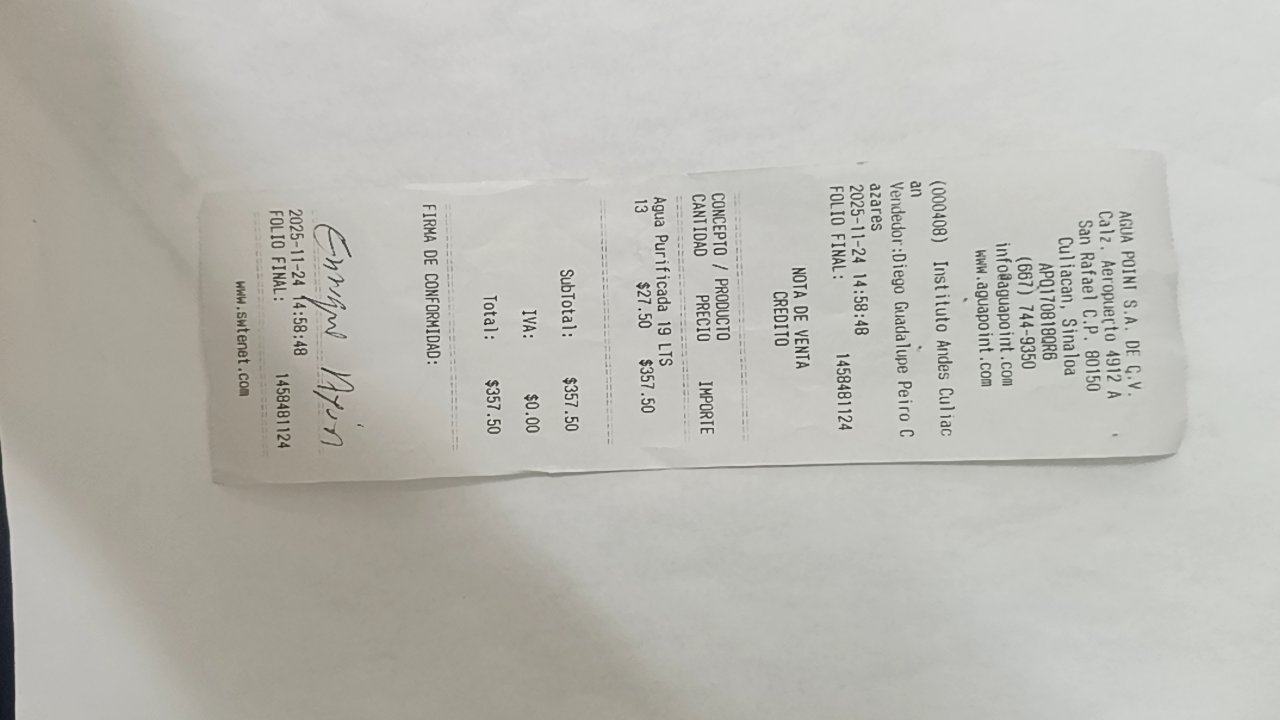 AGUA POINT S.A. DE C.V.
Calz. Aeropuerto 4912 A
San Rafael C.P. 80150
Culiacan, Sinaloa
APO170818QR6
(667) 744-9350
info@aguapoint.com
www.aguapoint.com
(000408) Instituto Andes Culiac
an
Vendedor:Diego Guadalupe Peiro C
azares
2025-11-24 14:58:48
FOLIO FINAL: 1458481124
NOTA DE VENTA
CREDITO
CONCEPTO / PRODUCTO
CANTIDAD PRECIO IMPORTE
Agua Purificada 19 LTS
13 $27.50 $357.50
SubTotal: $357.50
IVA: $0.00
Total: $357.50
FIRMA DE CONFORMIDAD:
2025-11-24 14:58:48
FOLIO FINAL: 1458481124
www.swtenet.com